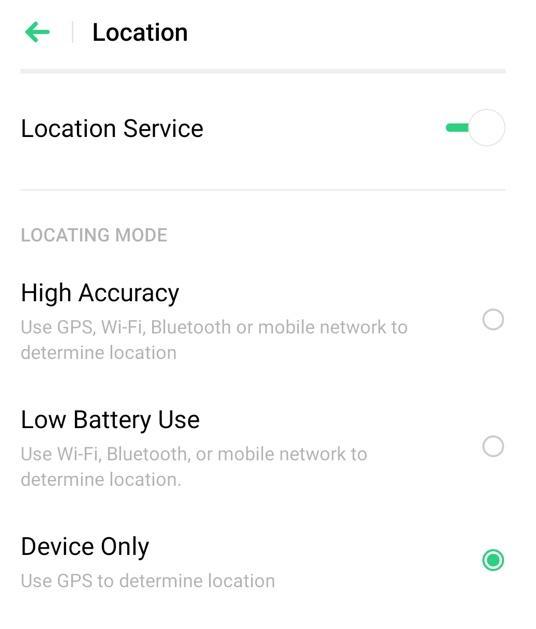 Location
Location Service
LOCATING MODE
High Accuracy
Use GPS, Wi-Fi, Bluetooth or mobile network to
determine location
Low Battery Use
Use Wi-Fi, Bluetooth, or mobile network to
determine location.
Device Only
Use GPS to determine location